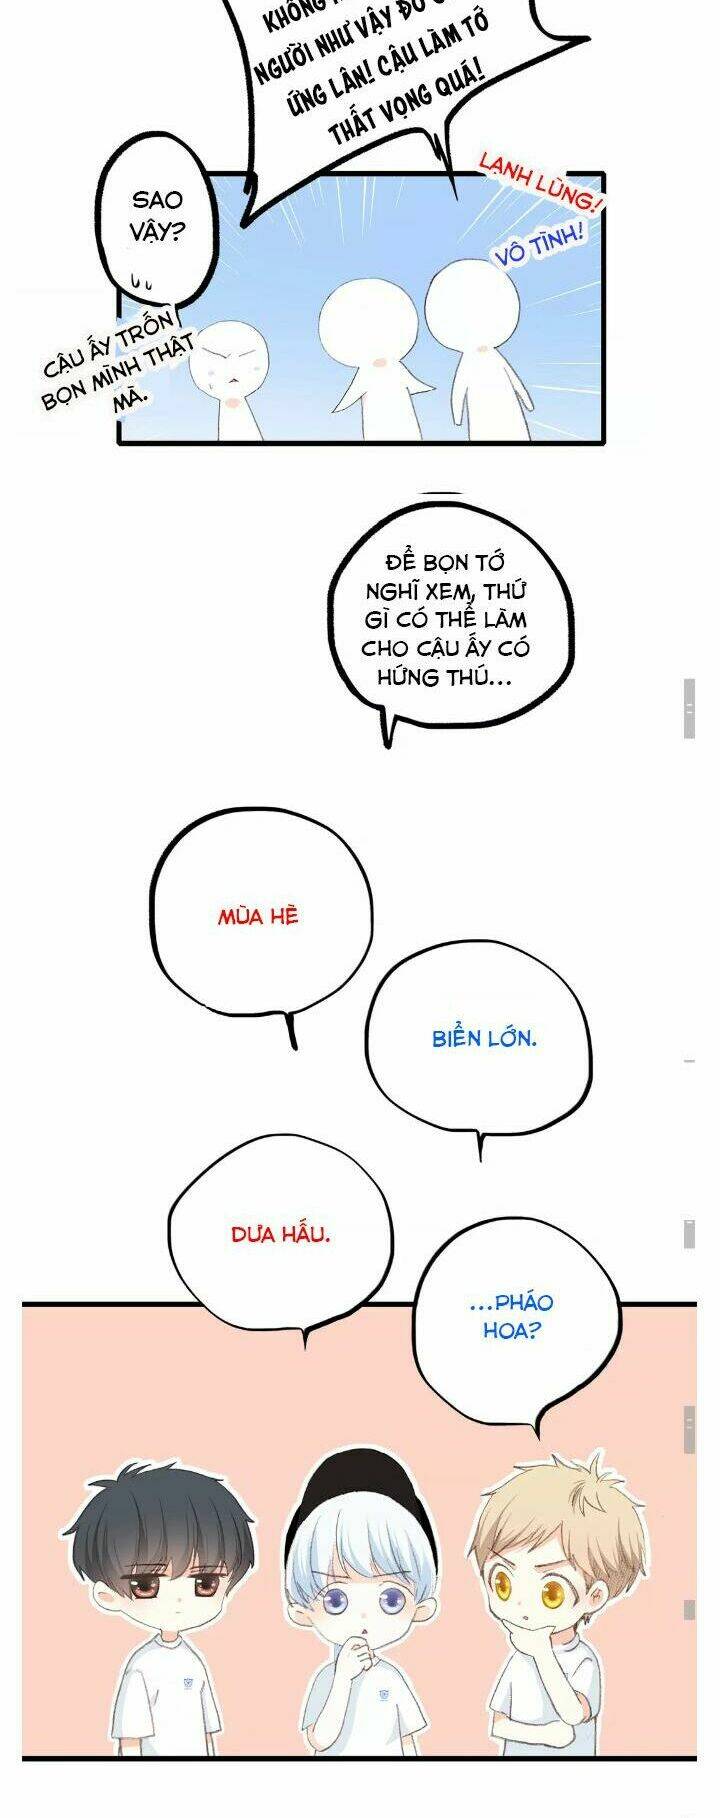 KHÔNG
NGƯỜI NHƯ VẬY ĐÓ
ỨNG LÂN! CẬU LÀM TỚ
THẤT VỌNG QUÁ!
LẠNH LÙNG!
VÔ TÌNH!
SAO
VẬY?
CẬU ẤY TRỐN
BỌN MÌNH THẬT
MÀ.
ĐỂ BỌN TỚ
NGHĨ XEM, THỨ
GÌ CÓ THỂ LÀM
CHO CẬU ẤY CÓ
HỨNG THÚ...
MÙA HÈ
BIỂN LỚN.
DƯA HẤU.
...PHÁO
HOA?